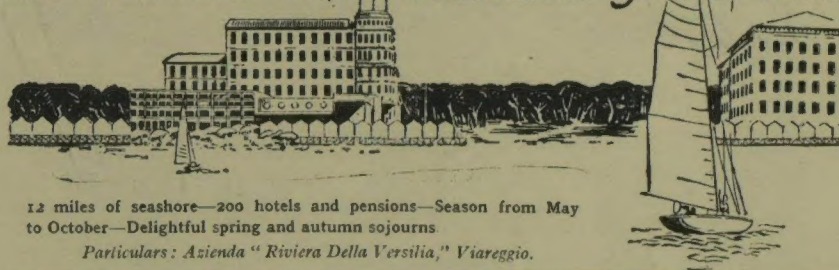 12 miles of seashore—200 hotels and pensions—Season from May
to October—Delightful spring and autumn sojourns
Particulars: Azienda "Riviera Della Versilia," Viareggio.